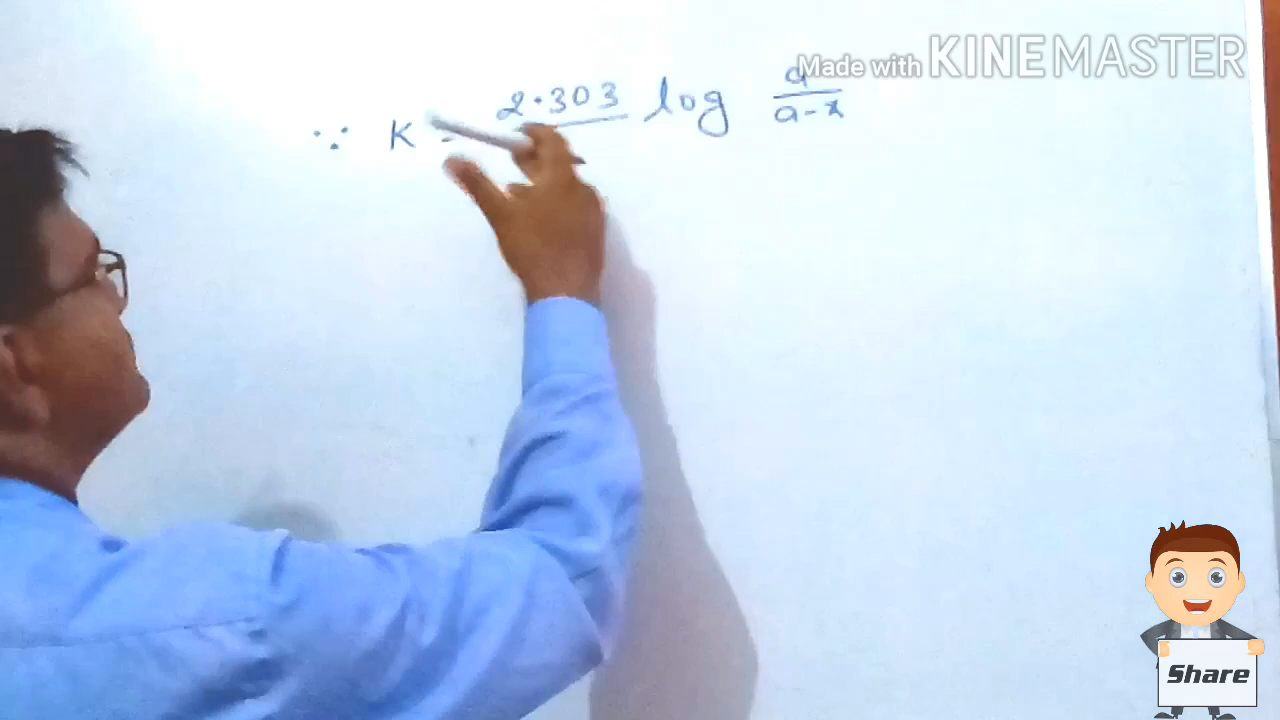 Made with KINEMASTER
∵ K = 2.303 log a/a-x
Share